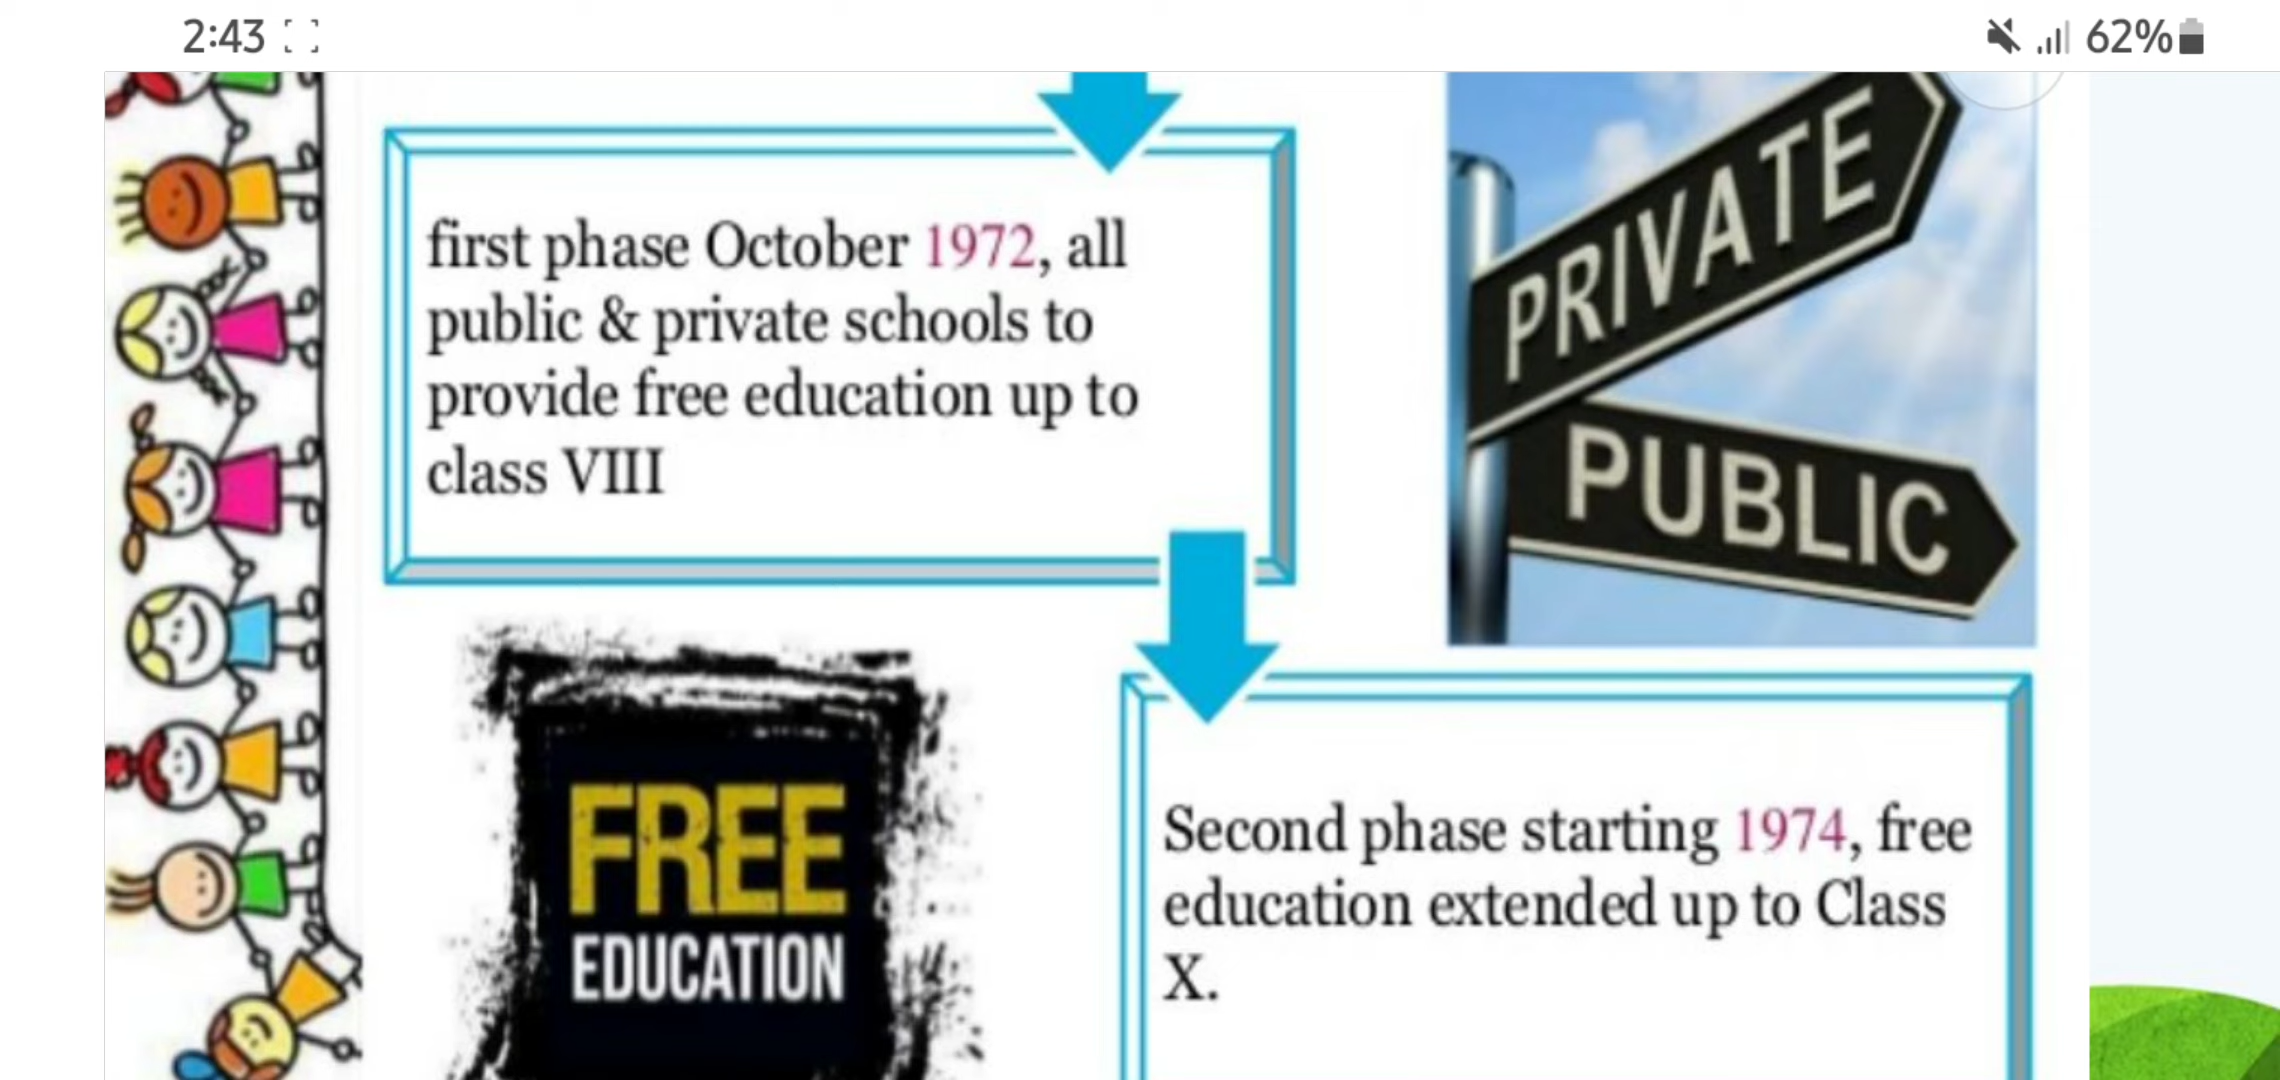 2:43
62%
first phase October 1972, all
public & private schools to
provide free education up to
class VIII
PRIVATE
PUBLIC
FREE
EDUCATION
Second phase starting 1974, free
education extended up to Class
X.